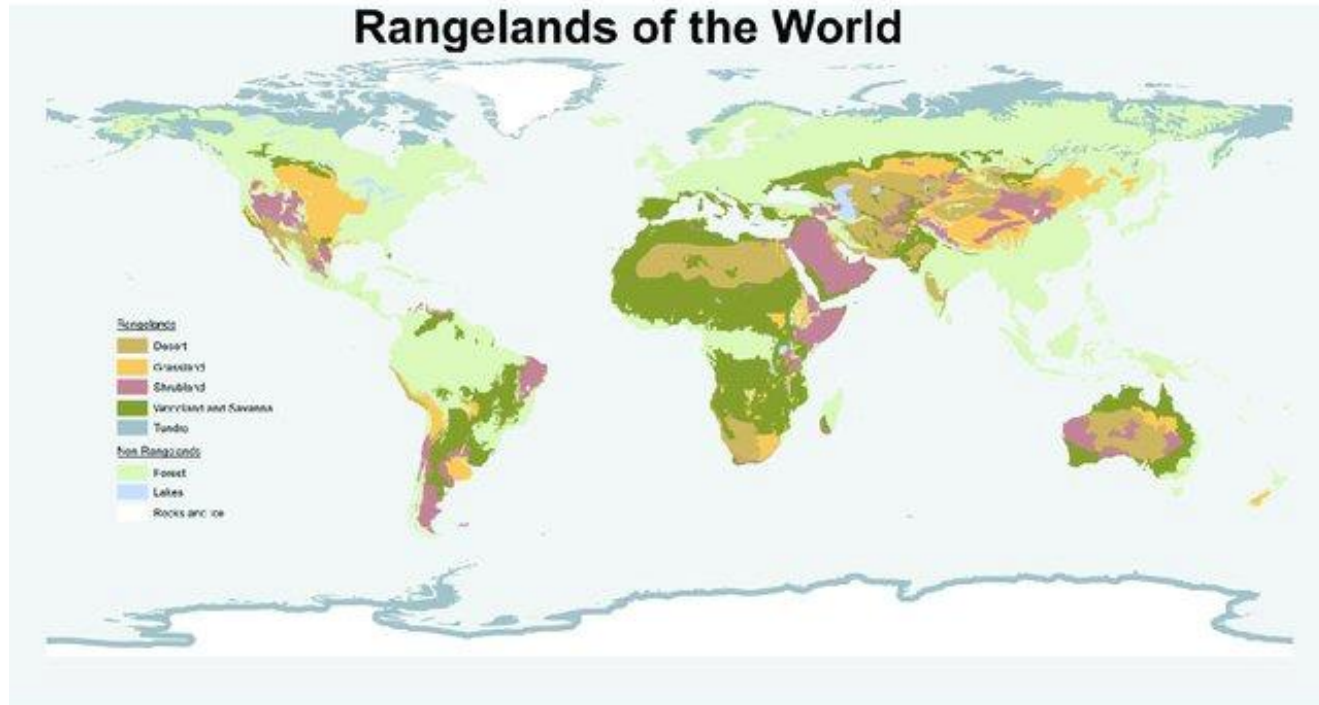 Rangelands of the World
Rangelands
Desert
Grassland
Shrubland
Woodland and Savanna
Tundra
Non Rangelands
Forest
Lakes
Rocks and Ice